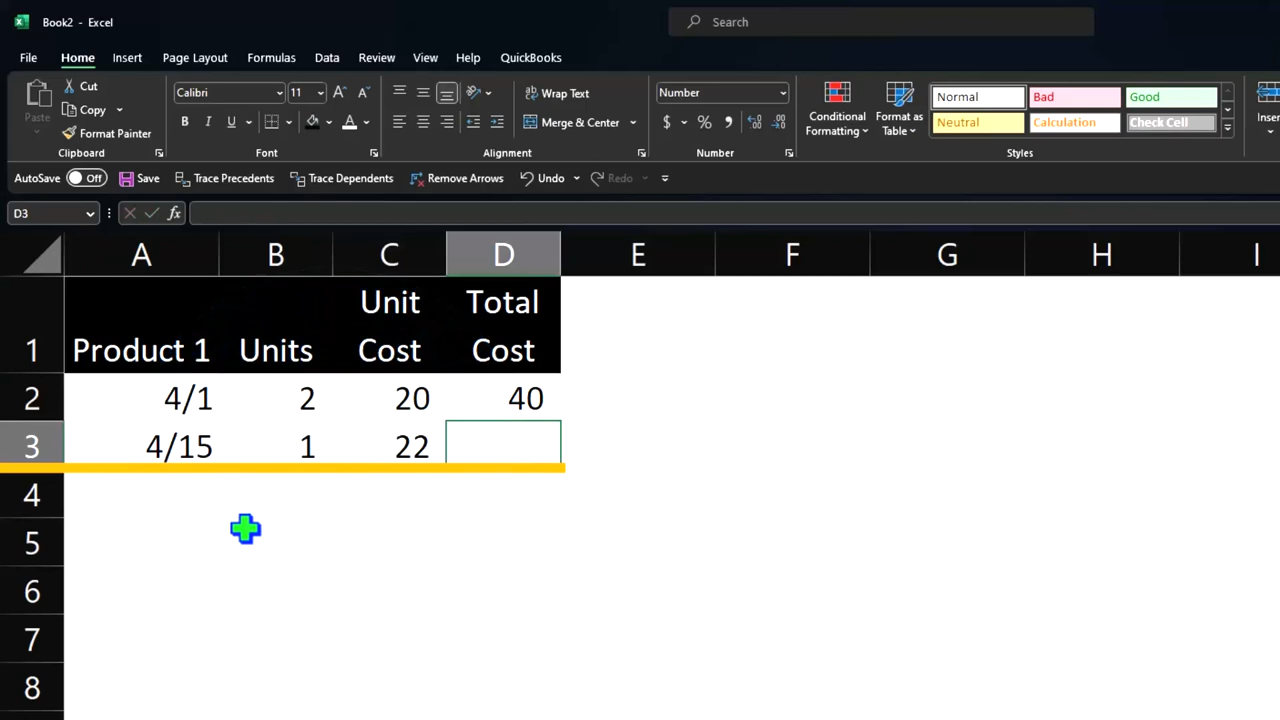 Book2 - Excel
Search
File Home Insert Page Layout Formulas Data Review View Help QuickBooks
Paste
Cut
Copy
Format Painter
Clipboard
Calibri 11 A A
B I U A
Font
Wrap Text
Merge & Center
Alignment
Number
$ % 9
Number
Conditional
Formatting
Format as
Table
Normal Bad Good
Neutral Calculation Check Cell
Styles
Inser
AutoSave Off Save Trace Precedents Trace Dependents Remove Arrows Undo Redo
D3 fx
A B C D E F G H I
1 Product 1 Units Unit Cost Total Cost
2 4/1 2 20 40
3 4/15 1 22
4
5
6
7
8